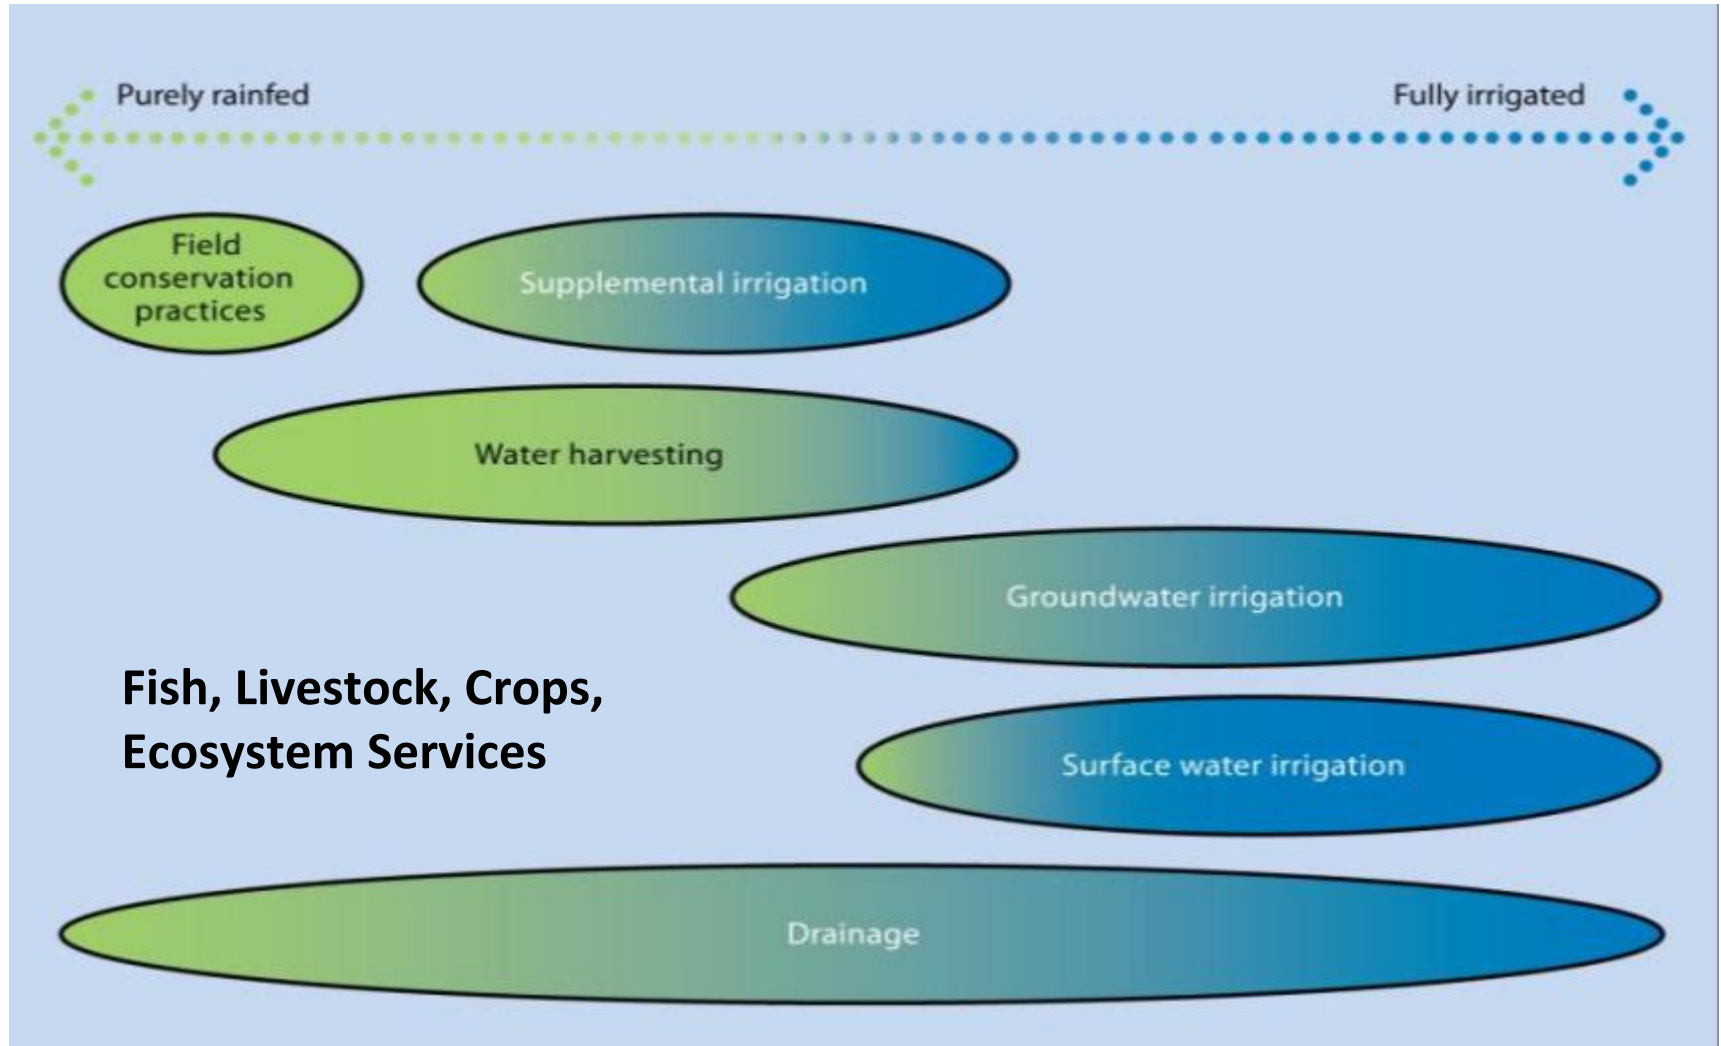 Purely rainfed
Fully irrigated
Field
conservation
practices
Supplemental irrigation
Water harvesting
Groundwater irrigation
Fish, Livestock, Crops,
Ecosystem Services
Surface water irrigation
Drainage